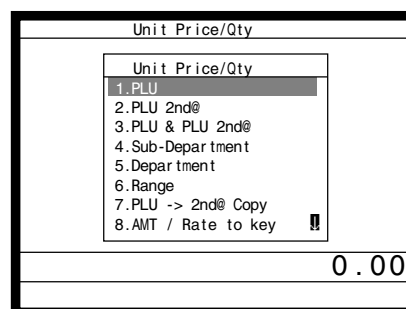 Unit Price/Qty
Unit Price/Qty
1.PLU
2.PLU 2nd@
3.PLU & PLU 2nd@
4.Sub-Department
5.Department
6.Range
7.PLU -> 2nd@ Copy
8.AMT / Rate to key
0.00